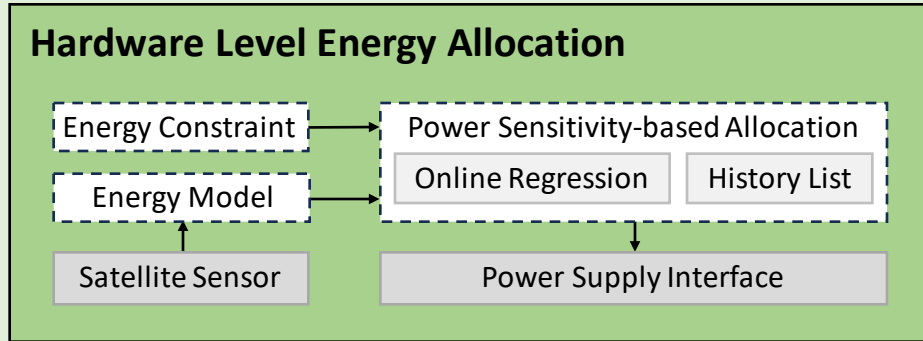 Hardware Level Energy Allocation
Energy Constraint
Power Sensitivity-based Allocation
Online Regression
History List
Energy Model
Satellite Sensor
Power Supply Interface